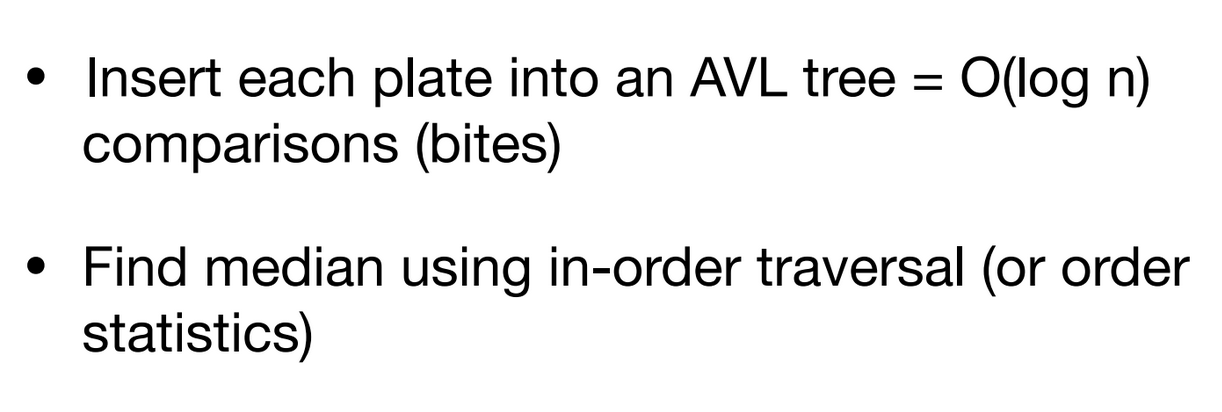 • Insert each plate into an AVL tree = O(log n)
comparisons (bites)
• Find median using in-order traversal (or order
statistics)